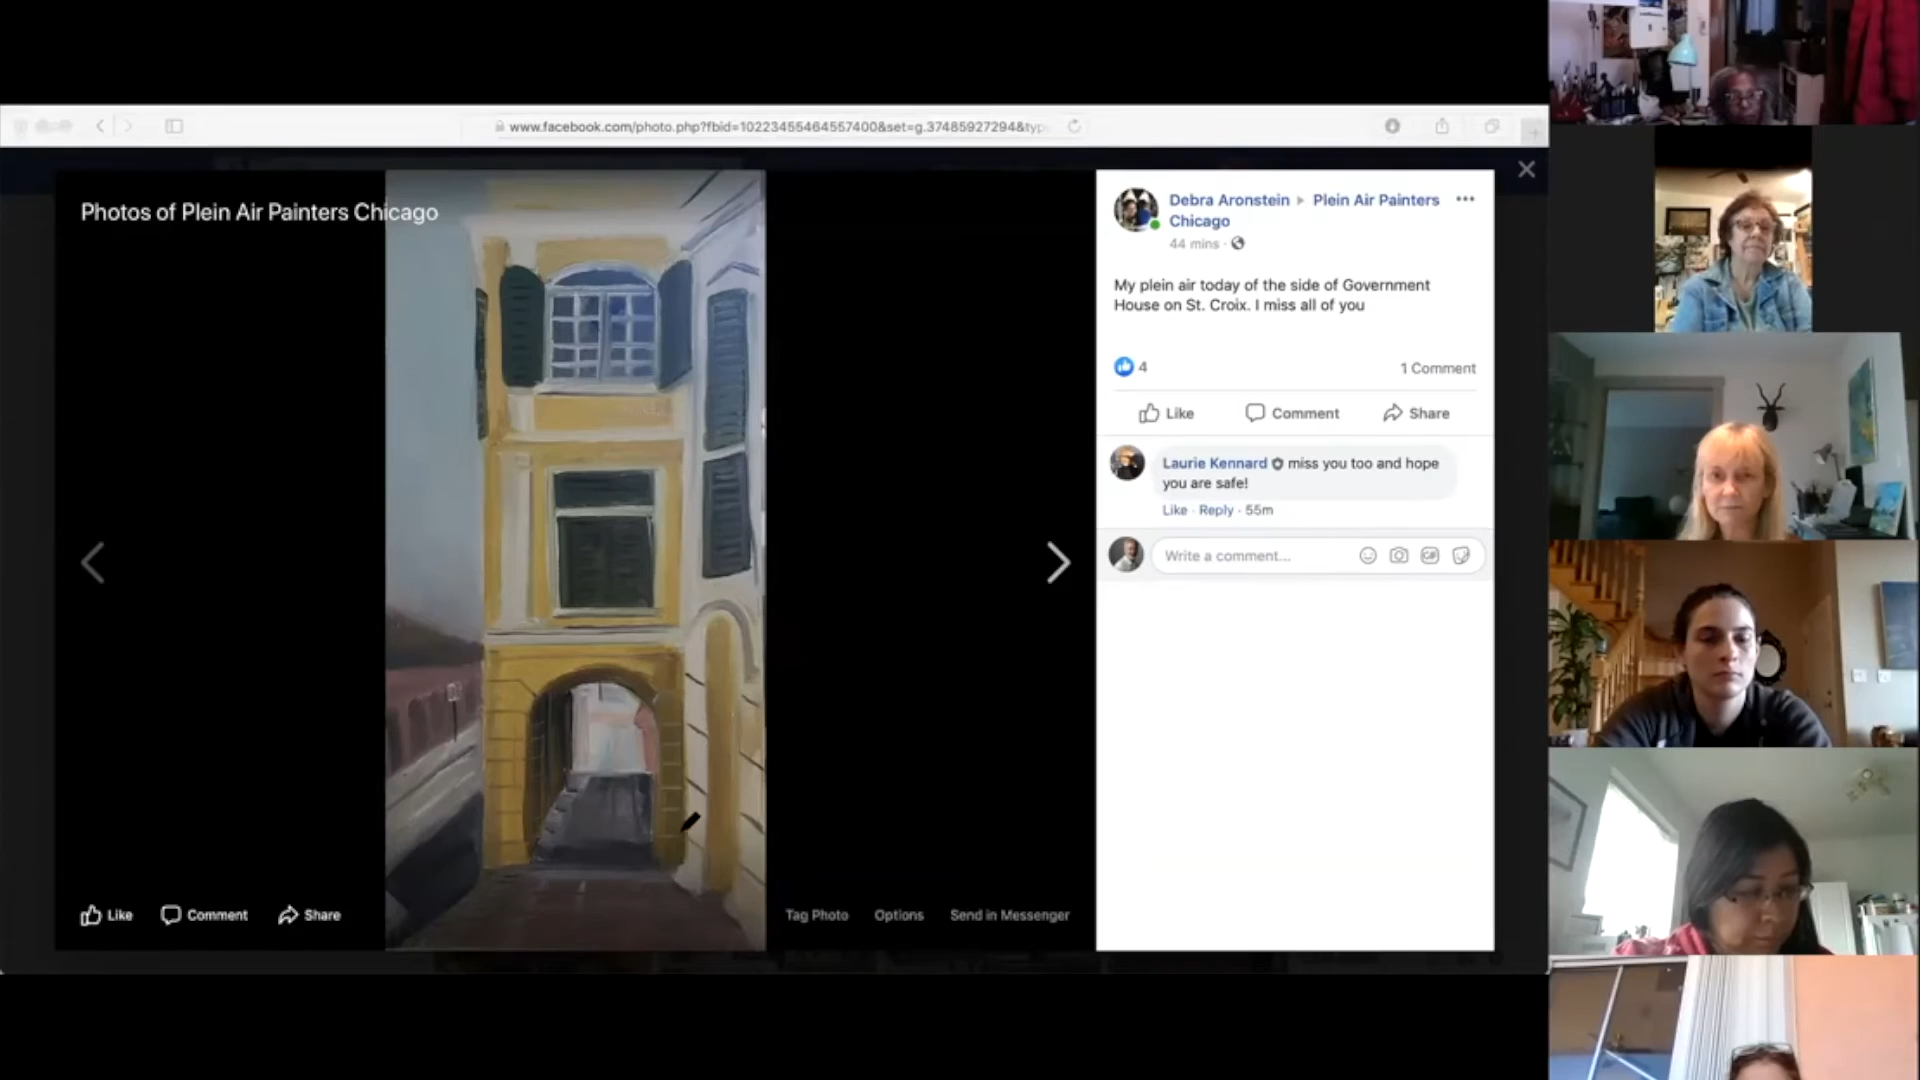 www.facebook.com/photo.php?fbid=10223455464557400&set=g.37485927294&typ
Photos of Plein Air Painters Chicago
Debra Aronstein ▸ Plein Air Painters
Chicago
44 mins ·
My plein air today of the side of Government
House on St. Croix. I miss all of you
4
1 Comment
Like Comment Share
Laurie Kennard miss you too and hope
you are safe!
Like · Reply · 55m
Write a comment...
GIF
Like Comment Share
Tag Photo Options Send in Messenger